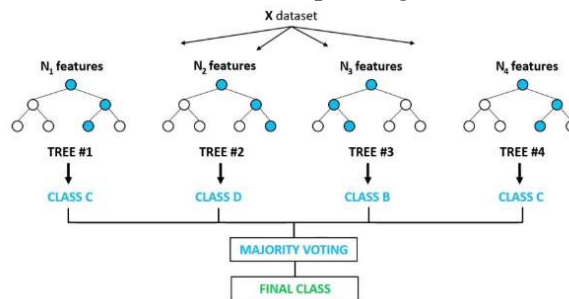 X dataset
N1 features N2 features N3 features N4 features
TREE #1 TREE #2 TREE #3 TREE #4
CLASS C CLASS D CLASS B CLASS C
MAJORITY VOTING
FINAL CLASS